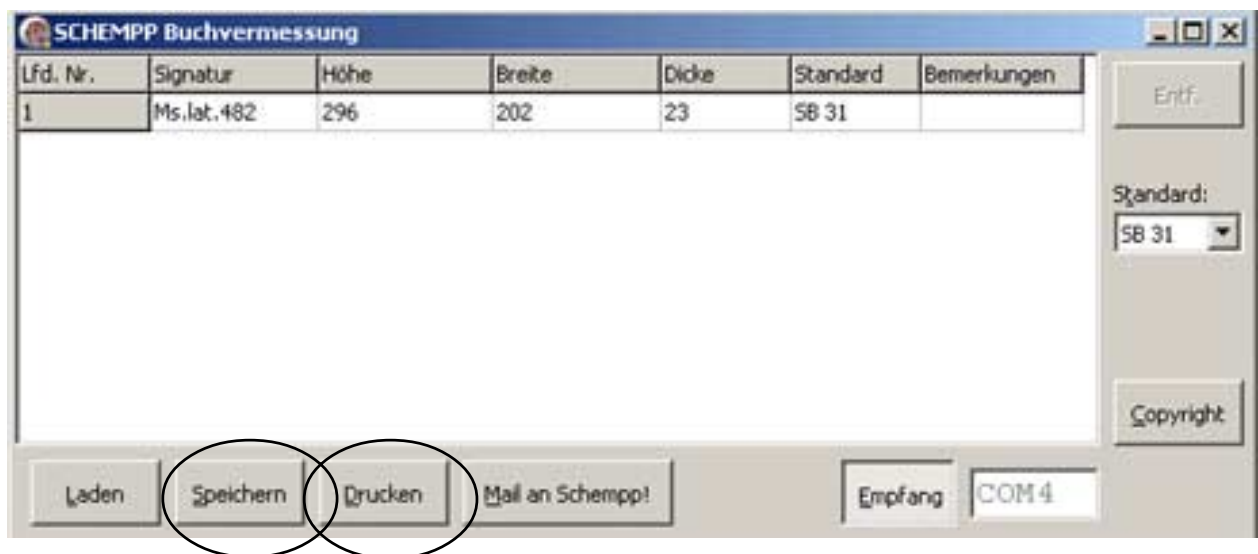 SCHEMPP Buchvermessung
Lfd. Nr. Signatur Höhe Breite Dicke Standard Bemerkungen
1 Ms.lat.482 296 202 23 SB 31
Entf.
Standard:
SB 31
Copyright
Laden Speichern Drucken Mail an Schempp! Empfang COM4